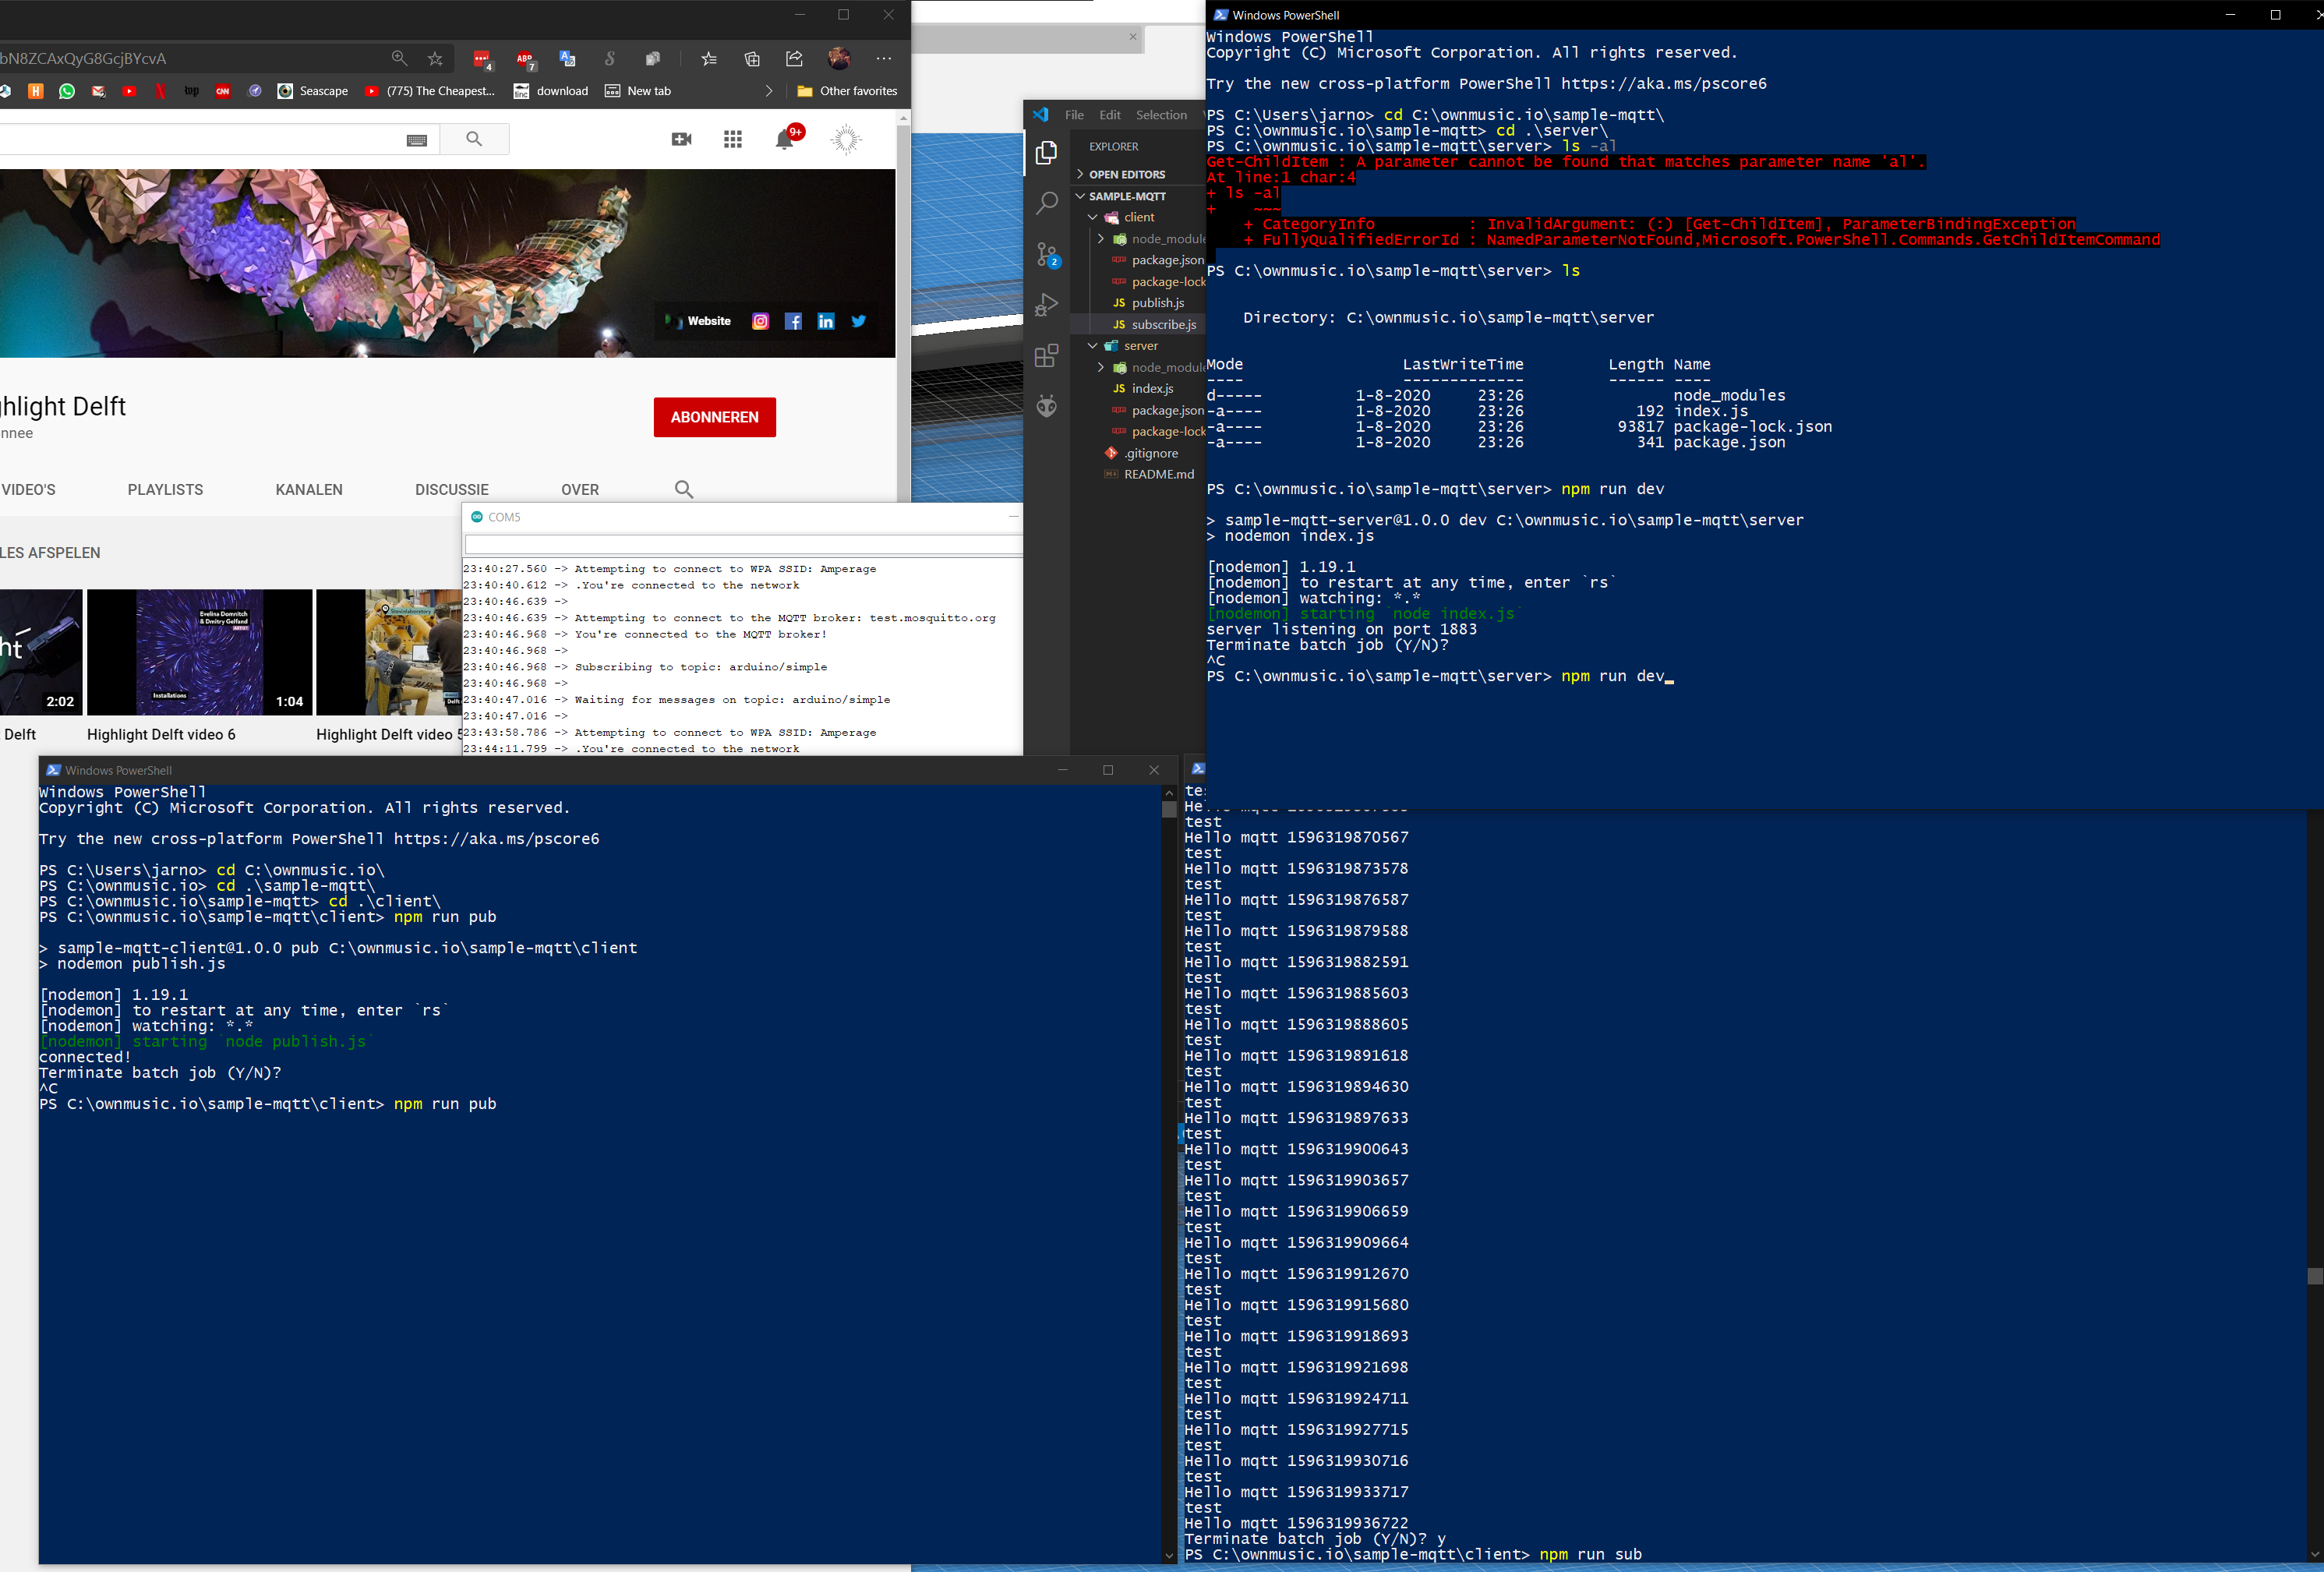 bN8ZCAxQyG8GcjBYcvA
4
ABP
7
H
wp
CNN
Seascape
(775) The Cheapest...
tinc
download
New tab
Other favorites
9+
Website
hlight Delft
nnee
ABONNEREN
VIDEO'S
PLAYLISTS
KANALEN
DISCUSSIE
OVER
LES AFSPELEN
ht
2:02
Evelina Domnitch
& Dmitry Gelfand
ARTIST
Installations
1:04
Delft
Highlight Delft video 6
Highlight Delft video 5
COM5
23:40:27.560 -> Attempting to connect to WPA SSID: Amperage
23:40:40.612 -> .You're connected to the network
23:40:46.639 ->
23:40:46.639 -> Attempting to connect to the MQTT broker: test.mosquitto.org
23:40:46.968 -> You're connected to the MQTT broker!
23:40:46.968 ->
23:40:46.968 -> Subscribing to topic: arduino/simple
23:40:46.968 ->
23:40:47.016 -> Waiting for messages on topic: arduino/simple
23:40:47.016 ->
23:43:58.786 -> Attempting to connect to WPA SSID: Amperage
23:44:11.799 -> .You're connected to the network
File
Edit
Selection
EXPLORER
OPEN EDITORS
SAMPLE-MQTT
2
client
node_module
package.json
package-lock
JS publish.js
JS subscribe.js
server
node_module
JS index.js
package.json
package-lock
.gitignore
README.md
Windows PowerShell
Windows PowerShell
Copyright (C) Microsoft Corporation. All rights reserved.
Try the new cross-platform PowerShell https://aka.ms/pscore6
PS C:\Users\jarno> cd C:\ownmusic.io\sample-mqtt\
PS C:\ownmusic.io\sample-mqtt> cd .\server\
PS C:\ownmusic.io\sample-mqtt\server> ls -al
Get-ChildItem : A parameter cannot be found that matches parameter name 'al'.
At line:1 char:4
+ ls -al
+    ~~~
    + CategoryInfo          : InvalidArgument: (:) [Get-ChildItem], ParameterBindingException
    + FullyQualifiedErrorId : NamedParameterNotFound,Microsoft.PowerShell.Commands.GetChildItemCommand
PS C:\ownmusic.io\sample-mqtt\server> ls
    Directory: C:\ownmusic.io\sample-mqtt\server
Mode                 LastWriteTime         Length Name
----                 -------------         ------ ----
d-----          1-8-2020     23:26                node_modules
-a----          1-8-2020     23:26            192 index.js
-a----          1-8-2020     23:26          93817 package-lock.json
-a----          1-8-2020     23:26            341 package.json
PS C:\ownmusic.io\sample-mqtt\server> npm run dev
> sample-mqtt-server@1.0.0 dev C:\ownmusic.io\sample-mqtt\server
> nodemon index.js
[nodemon] 1.19.1
[nodemon] to restart at any time, enter `rs`
[nodemon] watching: *.*
[nodemon] starting `node index.js`
server listening on port 1883
Terminate batch job (Y/N)?
^C
PS C:\ownmusic.io\sample-mqtt\server> npm run dev_
Windows PowerShell
Windows PowerShell
Copyright (C) Microsoft Corporation. All rights reserved.
Try the new cross-platform PowerShell https://aka.ms/pscore6
PS C:\Users\jarno> cd C:\ownmusic.io\
PS C:\ownmusic.io> cd .\sample-mqtt\
PS C:\ownmusic.io\sample-mqtt> cd .\client\
PS C:\ownmusic.io\sample-mqtt\client> npm run pub
> sample-mqtt-client@1.0.0 pub C:\ownmusic.io\sample-mqtt\client
> nodemon publish.js
[nodemon] 1.19.1
[nodemon] to restart at any time, enter `rs`
[nodemon] watching: *.*
[nodemon] starting `node publish.js`
connected!
Terminate batch job (Y/N)?
^C
PS C:\ownmusic.io\sample-mqtt\client> npm run pub
test
Hello mqtt 1596319870567
test
Hello mqtt 1596319873578
test
Hello mqtt 1596319876587
test
Hello mqtt 1596319879588
test
Hello mqtt 1596319882591
test
Hello mqtt 1596319885603
test
Hello mqtt 1596319888605
test
Hello mqtt 1596319891618
test
Hello mqtt 1596319894630
test
Hello mqtt 1596319897633
test
Hello mqtt 1596319900643
test
Hello mqtt 1596319903657
test
Hello mqtt 1596319906659
test
Hello mqtt 1596319909664
test
Hello mqtt 1596319912670
test
Hello mqtt 1596319915680
test
Hello mqtt 1596319918693
test
Hello mqtt 1596319921698
test
Hello mqtt 1596319924711
test
Hello mqtt 1596319927715
test
Hello mqtt 1596319930716
test
Hello mqtt 1596319933717
test
Hello mqtt 1596319936722
Terminate batch job (Y/N)? y
PS C:\ownmusic.io\sample-mqtt\client> npm run sub